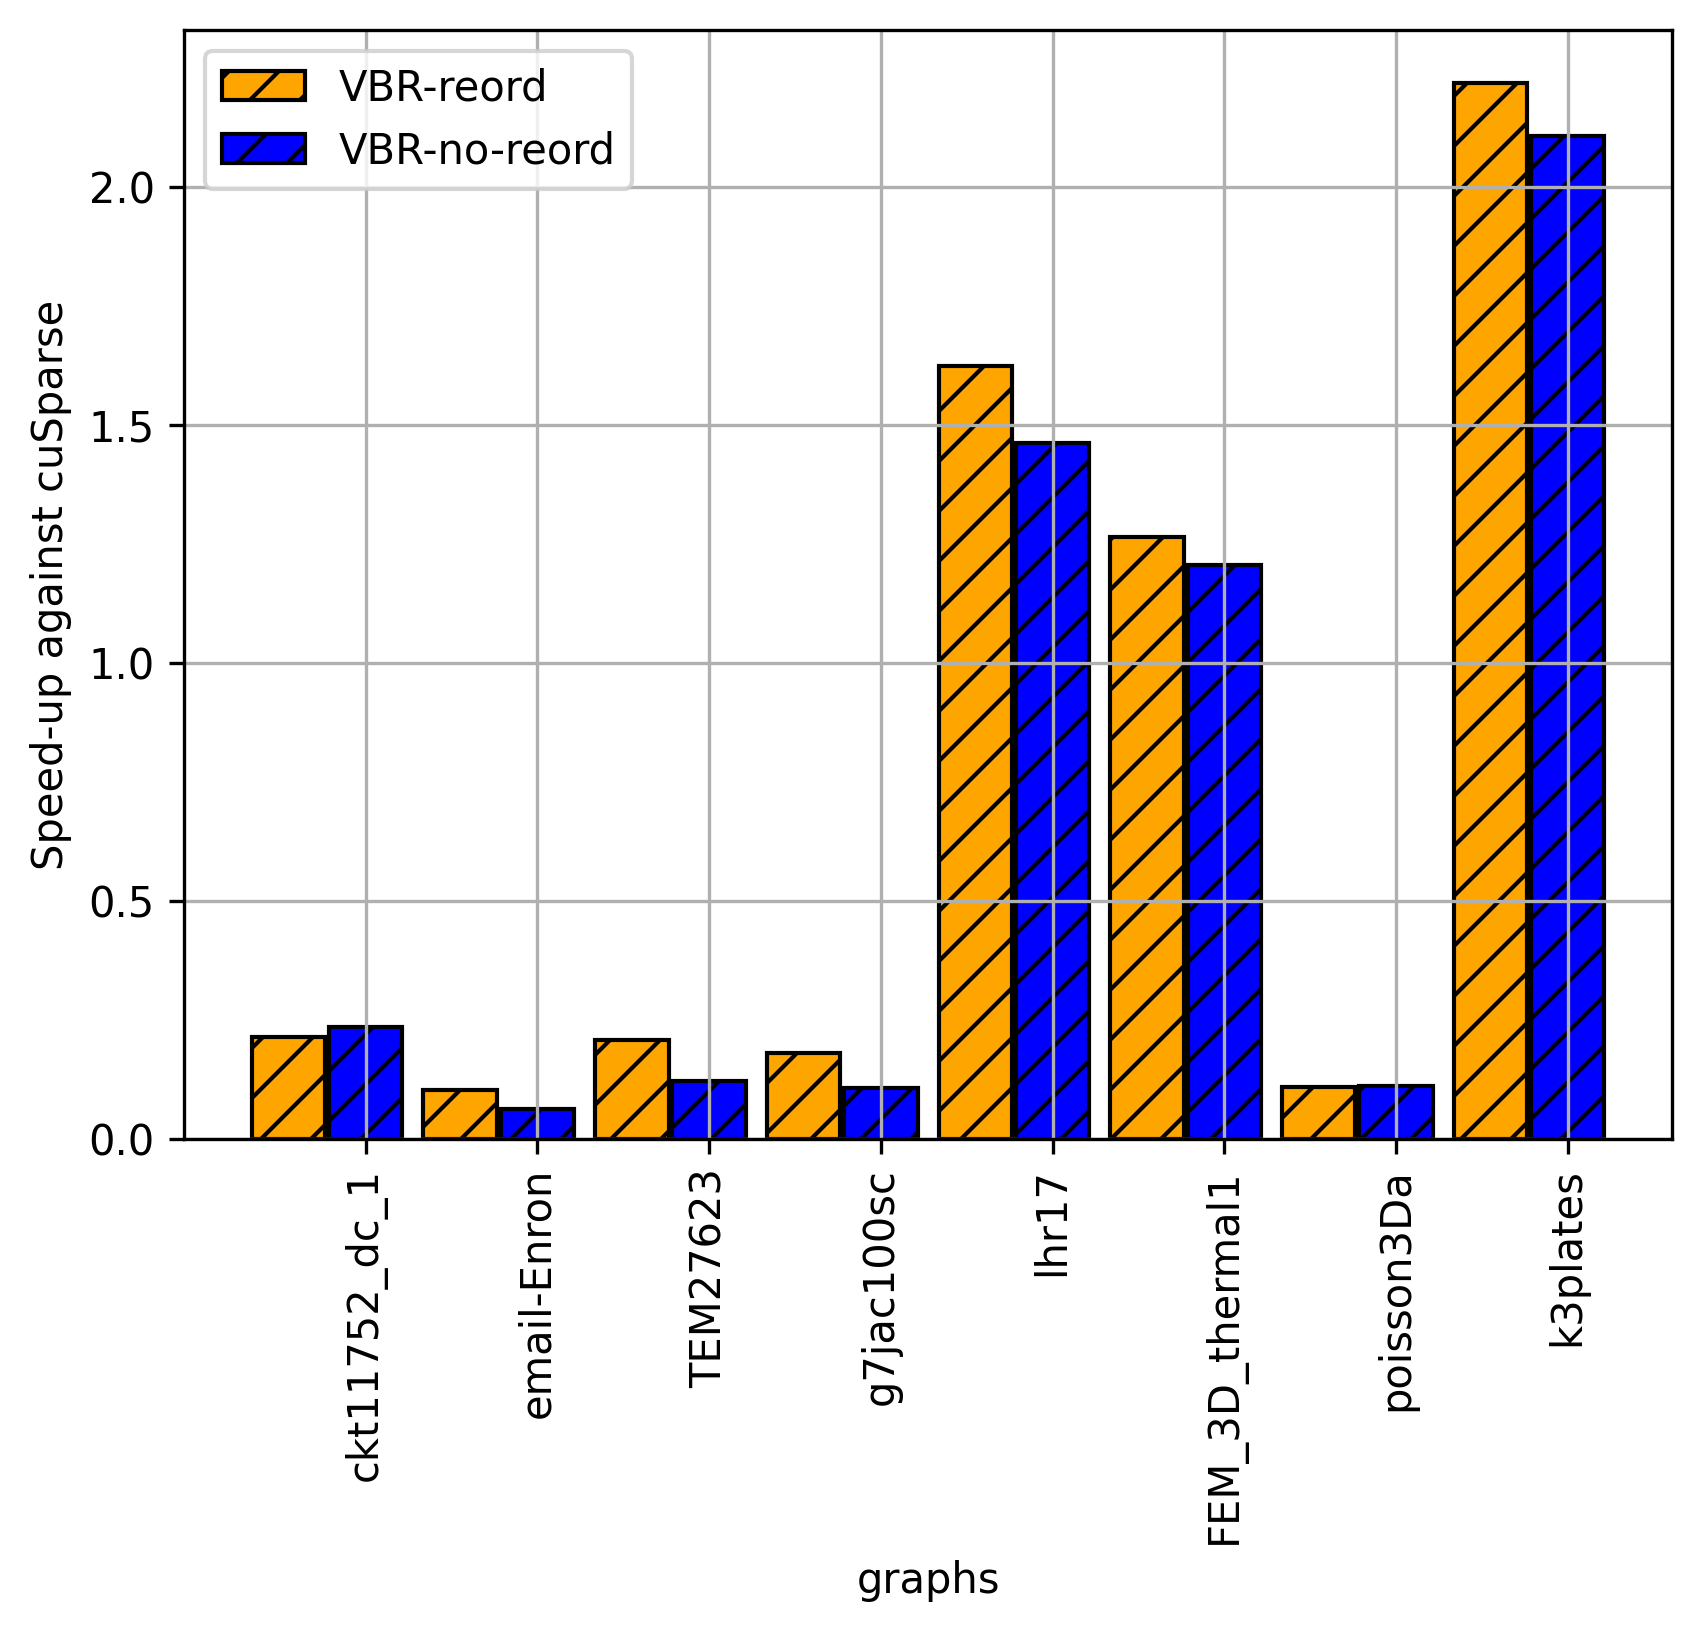 VBR-reord
VBR-no-reord
Speed-up against cuSparse
2.0
1.5
1.0
0.5
0.0
ckt11752_dc_1
email-Enron
TEM27623
g7jac100sc
lhr17
FEM_3D_thermal1
poisson3Da
k3plates
graphs